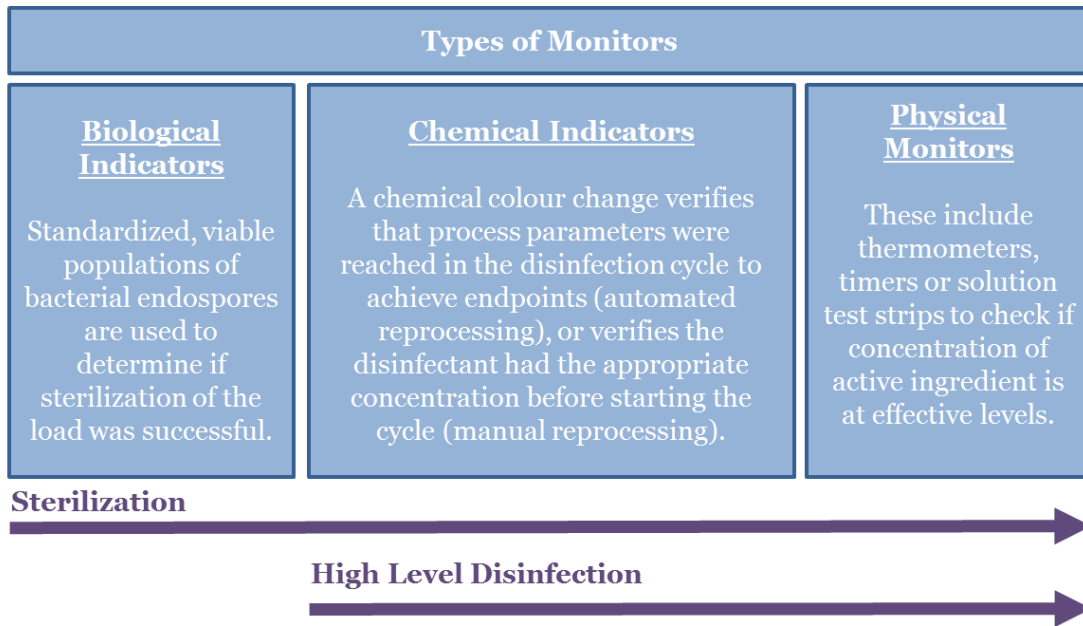 Types of Monitors
Biological
Indicators
Standardized, viable
populations of
bacterial endospores
are used to
determine if
sterilization of the
load was successful.
Chemical Indicators
A chemical colour change verifies
that process parameters were
reached in the disinfection cycle to
achieve endpoints (automated
reprocessing), or verifies the
disinfectant had the appropriate
concentration before starting the
cycle (manual reprocessing).
Physical
Monitors
These include
thermometers,
timers or solution
test strips to check if
concentration of
active ingredient is
at effective levels.
Sterilization
High Level Disinfection